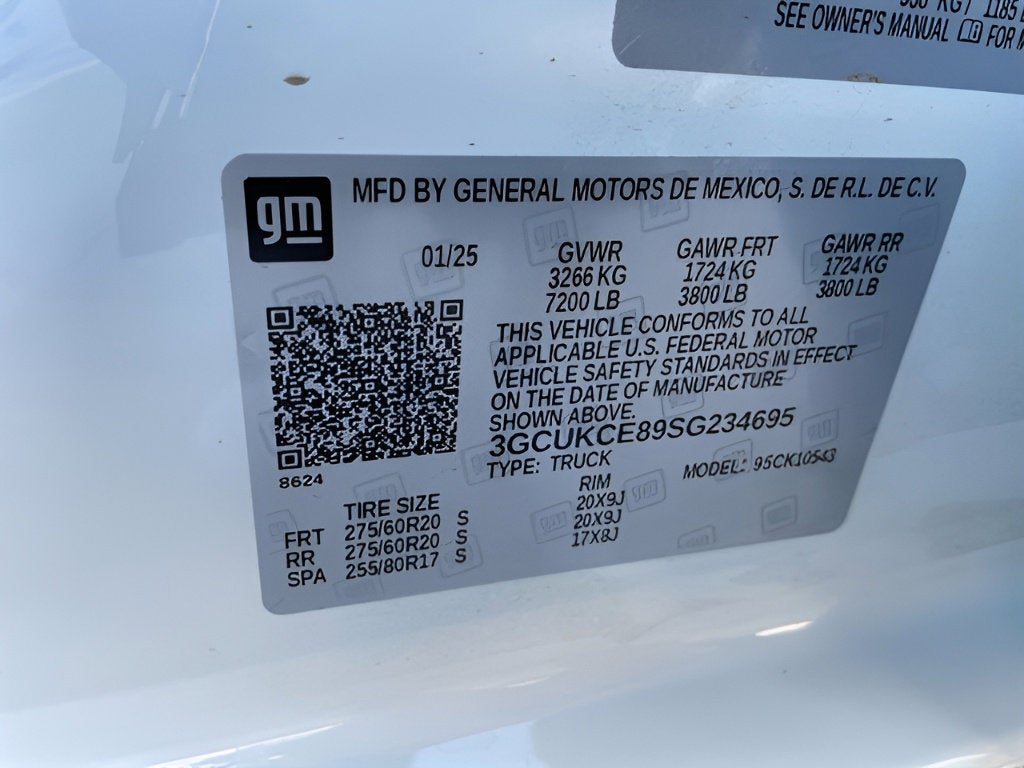 KG 1185
SEE OWNER'S MANUAL FOR
gm
MFD BY GENERAL MOTORS DE MEXICO, S. DE R.L. DE C.V.
01/25 GVWR GAWR FRT GAWR RR
3266 KG 1724 KG 1724 KG
7200 LB 3800 LB 3800 LB
THIS VEHICLE CONFORMS TO ALL
APPLICABLE U.S. FEDERAL MOTOR
VEHICLE SAFETY STANDARDS IN EFFECT
ON THE DATE OF MANUFACTURE
SHOWN ABOVE.
3GCUKCE89SG234695
TYPE: TRUCK MODEL:
8624
TIRE SIZE RIM
FRT 275/60R20 S 20X9J
RR 275/60R20 S 20X9J
SPA 255/80R17 S 17X8J